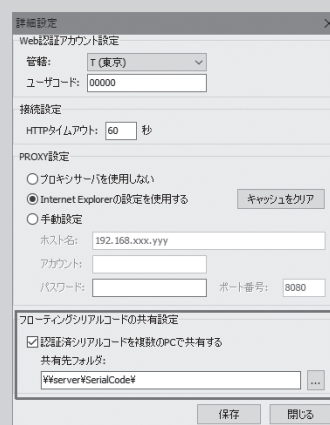 詳細設定
Web認証アカウント設定
管轄: T (東京)
ユーザコード: 00000
接続設定
HTTPタイムアウト: 60 秒
PROXY設定
プロキシサーバを使用しない
Internet Explorerの設定を使用する キャッシュをクリア
手動設定
ホスト名: 192.168.xxx.yyy
アカウント:
パスワード: ポート番号: 8080
フローティングシリアルコードの共有設定
認証済シリアルコードを複数のPCで共有する
共有先フォルダ:
¥¥server¥SerialCode¥ ...
保存 閉じる